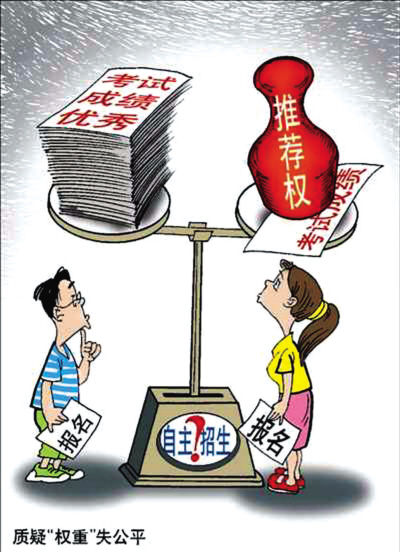 考试
成绩
优秀
推荐权
考试成绩
报名
报名
自主?招生
质疑“权重”失公平